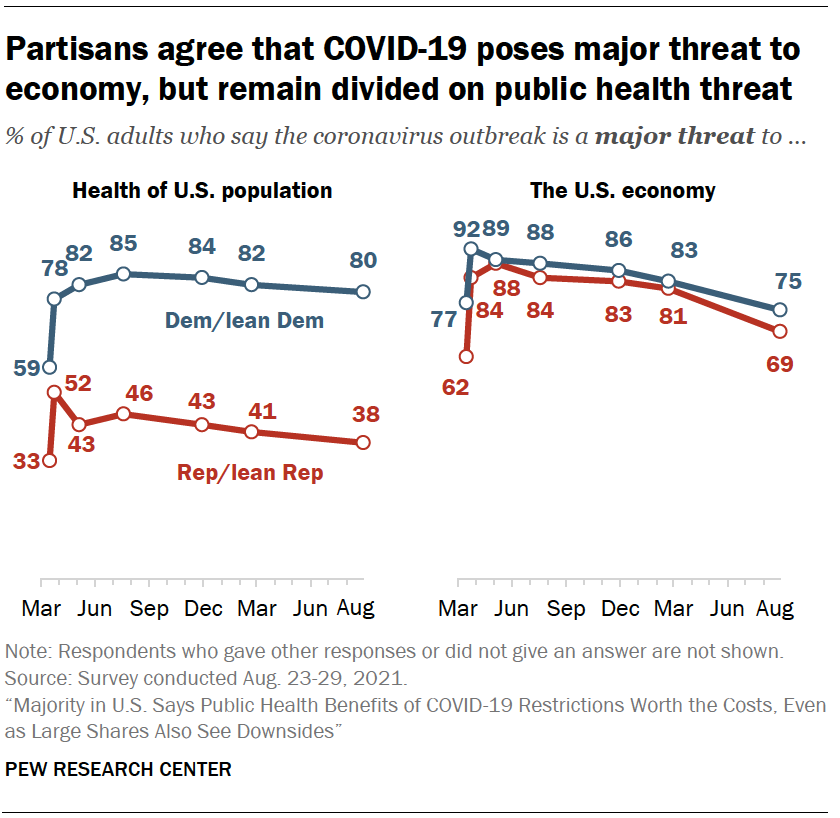 Partisans agree that COVID-19 poses major threat to
economy, but remain divided on public health threat
% of U.S. adults who say the coronavirus outbreak is a major threat to ...
Health of U.S. population
78 82 85 84 82 80
Dem/lean Dem
59
52 46 43 41 38
43
33
Rep/lean Rep
Mar Jun Sep Dec Mar Jun Aug
The U.S. economy
92 89 88 86 83 75
77
84 88 84 83 81
62
69
Mar Jun Sep Dec Mar Jun Aug
Note: Respondents who gave other responses or did not give an answer are not shown.
Source: Survey conducted Aug. 23-29, 2021.
“Majority in U.S. Says Public Health Benefits of COVID-19 Restrictions Worth the Costs, Even
as Large Shares Also See Downsides”
PEW RESEARCH CENTER